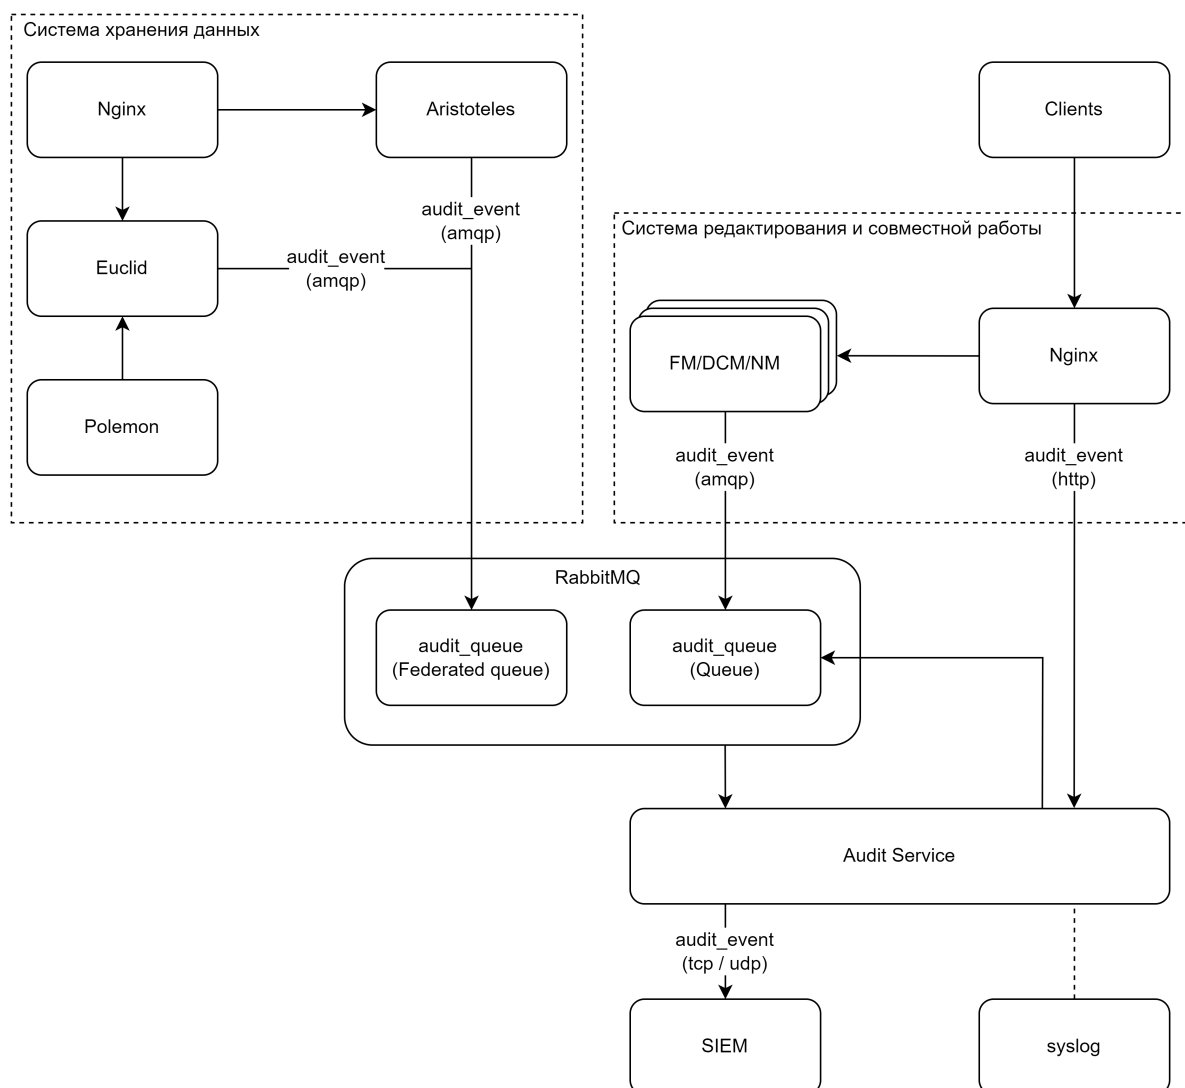 Система хранения данных
Nginx
Aristoteles
Clients
audit_event
(amqp)
Система редактирования и совместной работы
Euclid
audit_event
(amqp)
FM/DCM/NM
Nginx
Polemon
audit_event
(amqp)
audit_event
(http)
RabbitMQ
audit_queue
(Federated queue)
audit_queue
(Queue)
Audit Service
audit_event
(tcp / udp)
SIEM
syslog